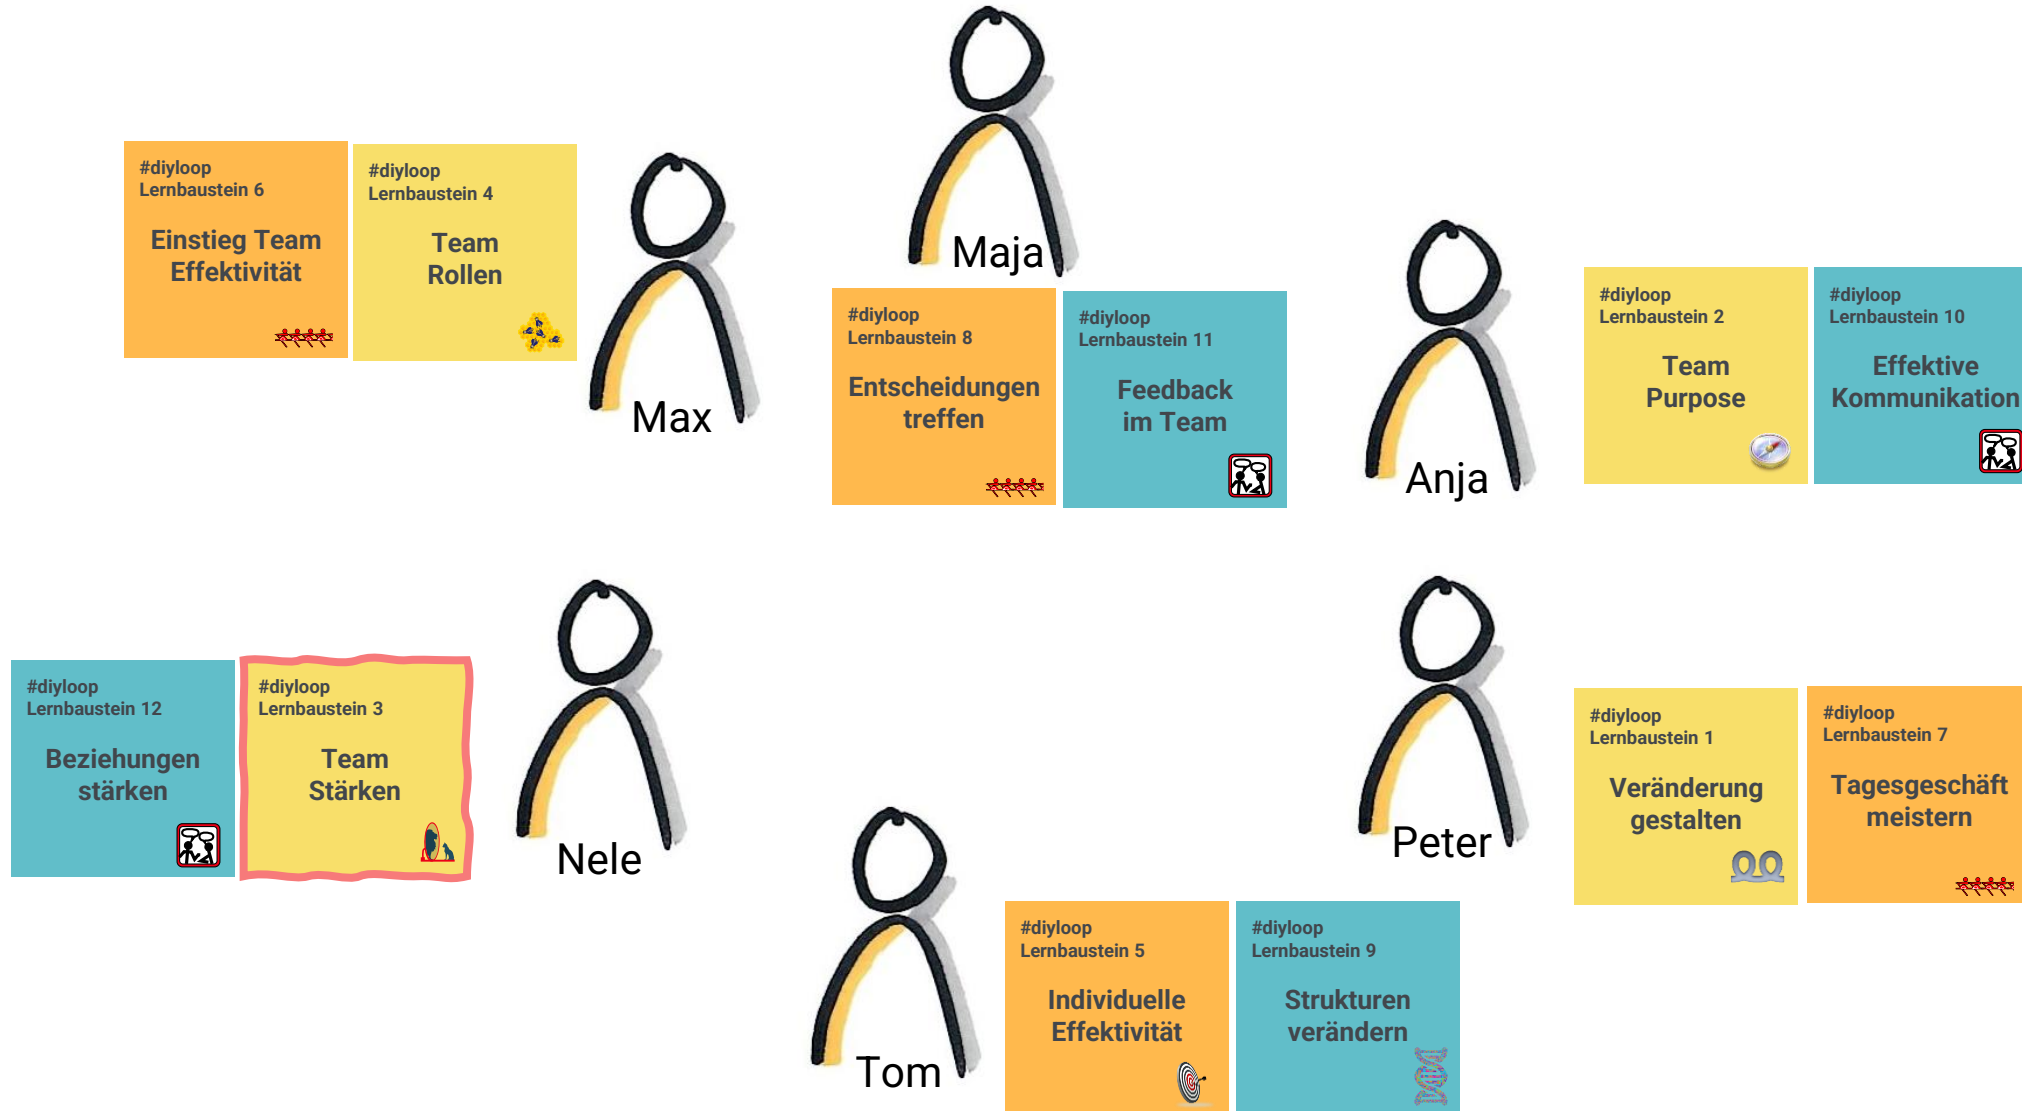 Maja
#diyloop
Lernbaustein 6
Einstieg Team
Effektivität
#diyloop
Lernbaustein 4
Team
Rollen
Max
#diyloop
Lernbaustein 8
Entscheidungen
treffen
#diyloop
Lernbaustein 11
Feedback
im Team
Anja
#diyloop
Lernbaustein 2
Team
Purpose
#diyloop
Lernbaustein 10
Effektive
Kommunikation
#diyloop
Lernbaustein 12
Beziehungen
stärken
#diyloop
Lernbaustein 3
Team
Stärken
Nele
Peter
#diyloop
Lernbaustein 1
Veränderung
gestalten
#diyloop
Lernbaustein 7
Tagesgeschäft
meistern
Tom
#diyloop
Lernbaustein 5
Individuelle
Effektivität
#diyloop
Lernbaustein 9
Strukturen
verändern